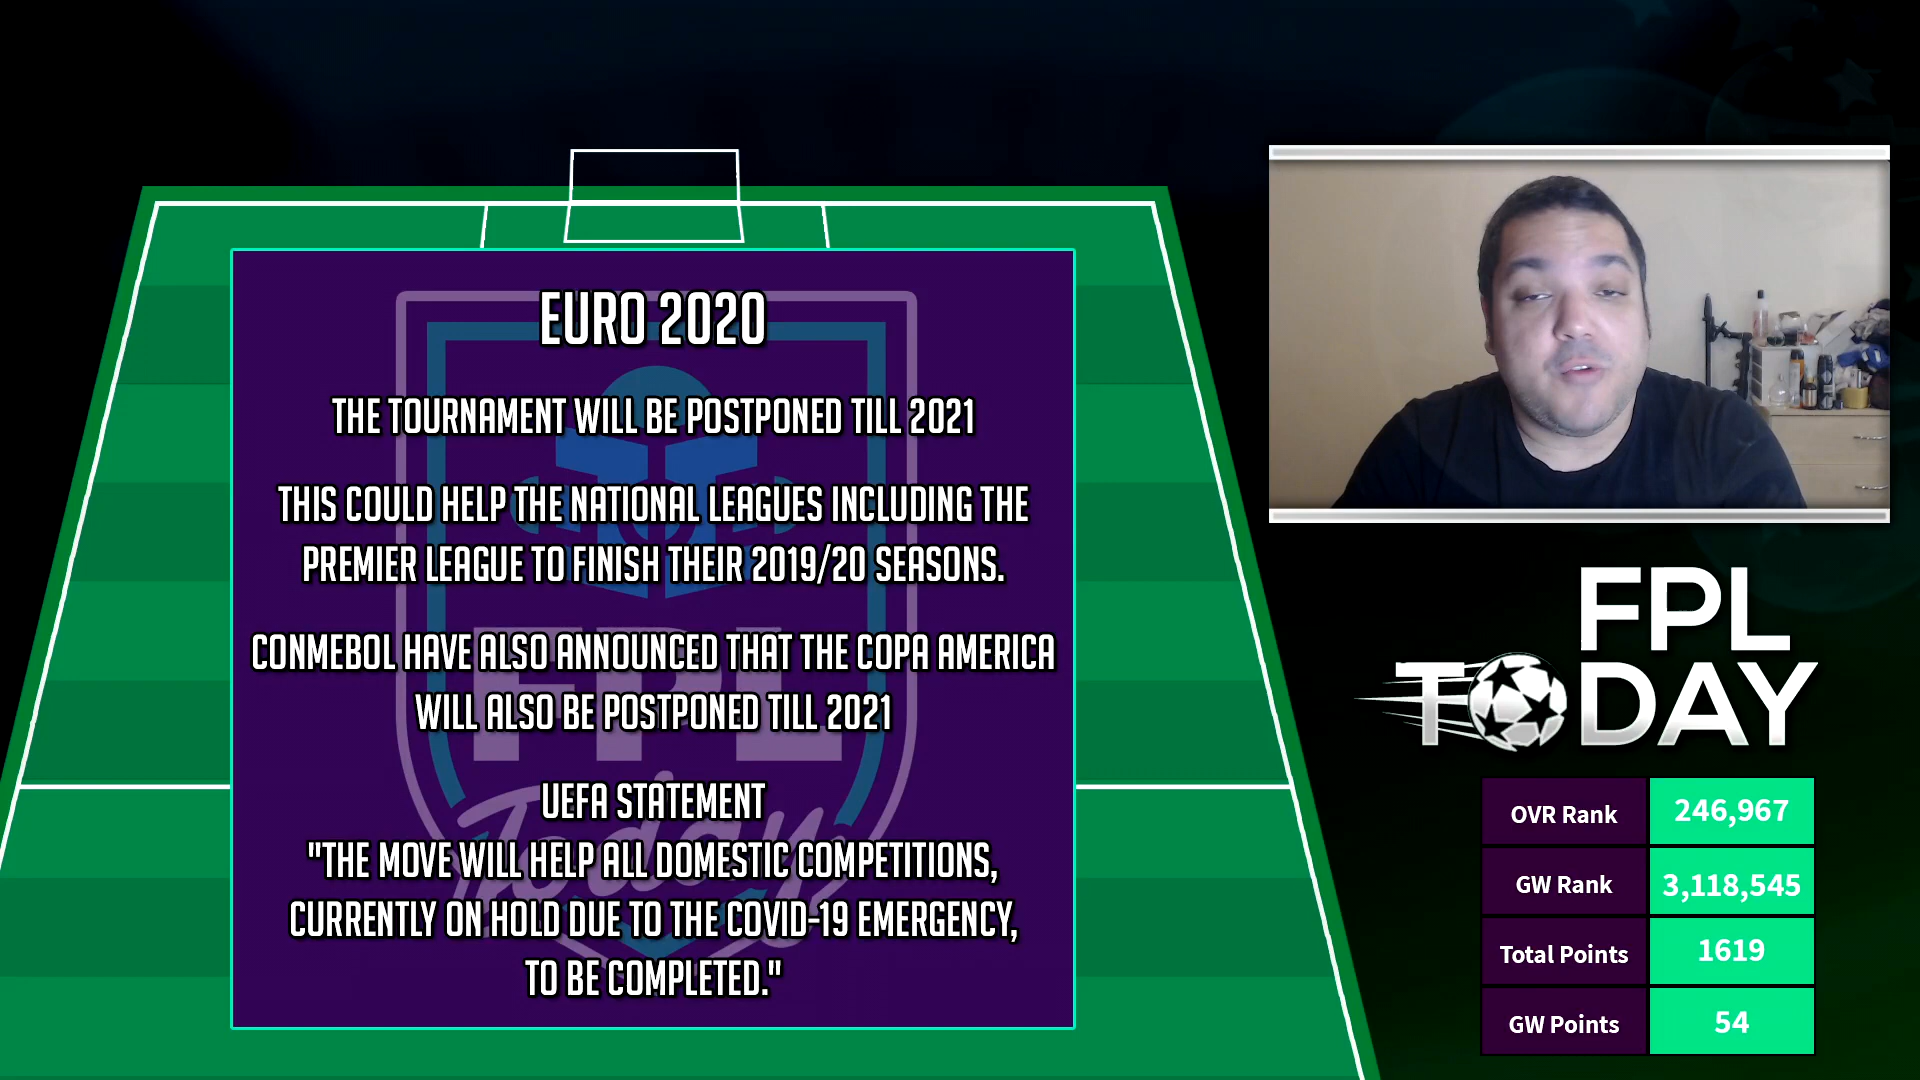 EURO 2020
THE TOURNAMENT WILL BE POSTPONED TILL 2021
THIS COULD HELP THE NATIONAL LEAGUES INCLUDING THE
PREMIER LEAGUE TO FINISH THEIR 2019/20 SEASONS.
CONMEBOL HAVE ALSO ANNOUNCED THAT THE COPA AMERICA
WILL ALSO BE POSTPONED TILL 2021
UEFA STATEMENT
"THE MOVE WILL HELP ALL DOMESTIC COMPETITIONS,
CURRENTLY ON HOLD DUE TO THE COVID-19 EMERGENCY,
TO BE COMPLETED."
FPL
Today
FPL
TODAY
OVR Rank 246,967
GW Rank 3,118,545
Total Points 1619
GW Points 54